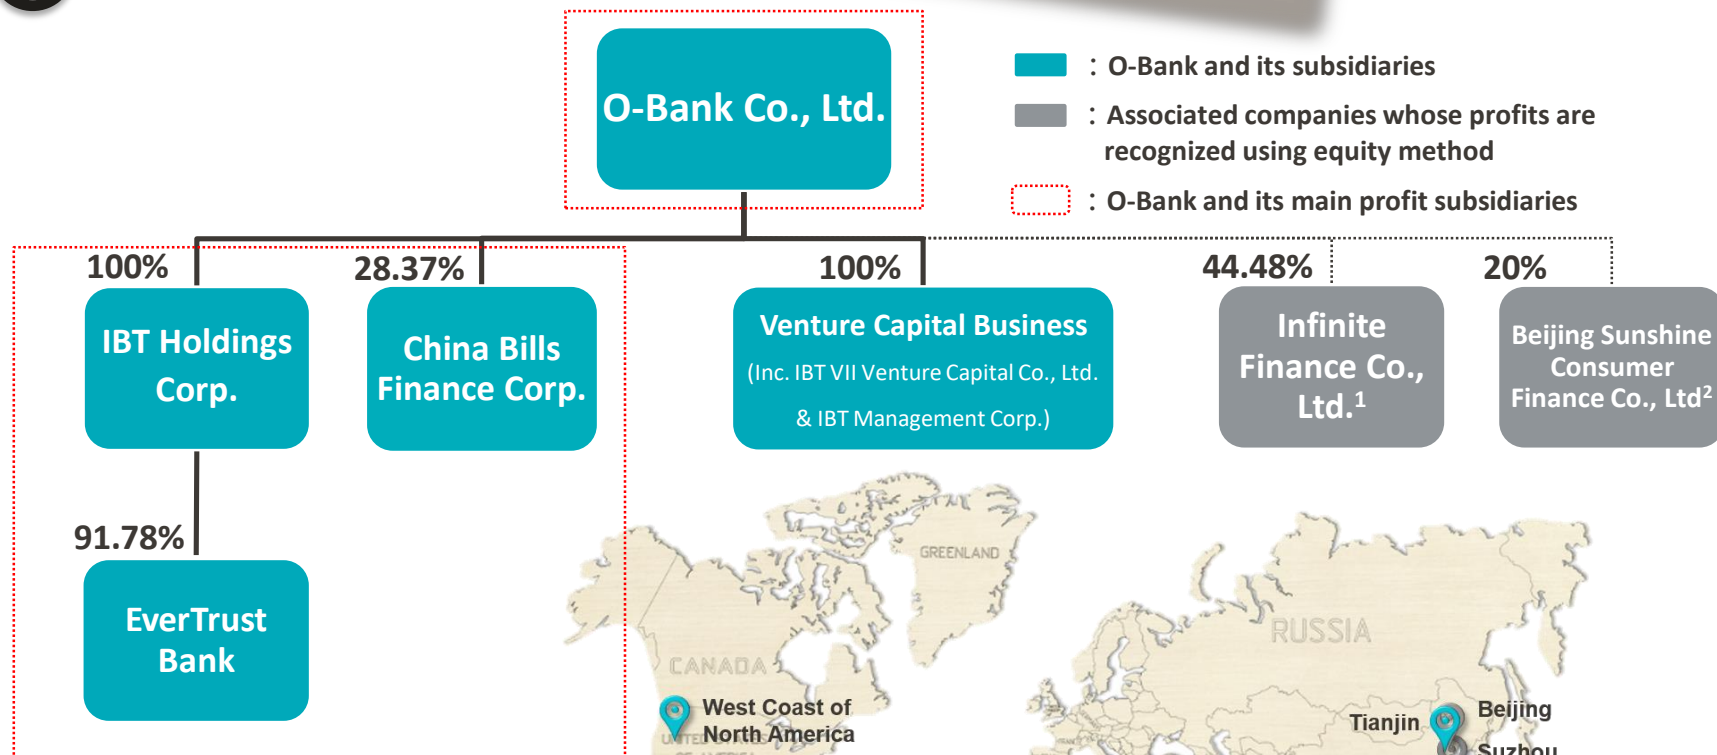 O-Bank Co., Ltd.
: O-Bank and its subsidiaries
: Associated companies whose profits are
recognized using equity method
: O-Bank and its main profit subsidiaries
100%
28.37%
100%
44.48%
20%
IBT Holdings
Corp.
China Bills
Finance Corp.
Venture Capital Business
(Inc. IBT VII Venture Capital Co., Ltd.
& IBT Management Corp.)
Infinite
Finance Co.,
Ltd.1
Beijing Sunshine
Consumer
Finance Co., Ltd2
91.78%
EverTrust
Bank
GREENLAND
RUSSIA
CANADA
West Coast of
North America
UNITED STATES
Tianjin
Beijing
Suzhou